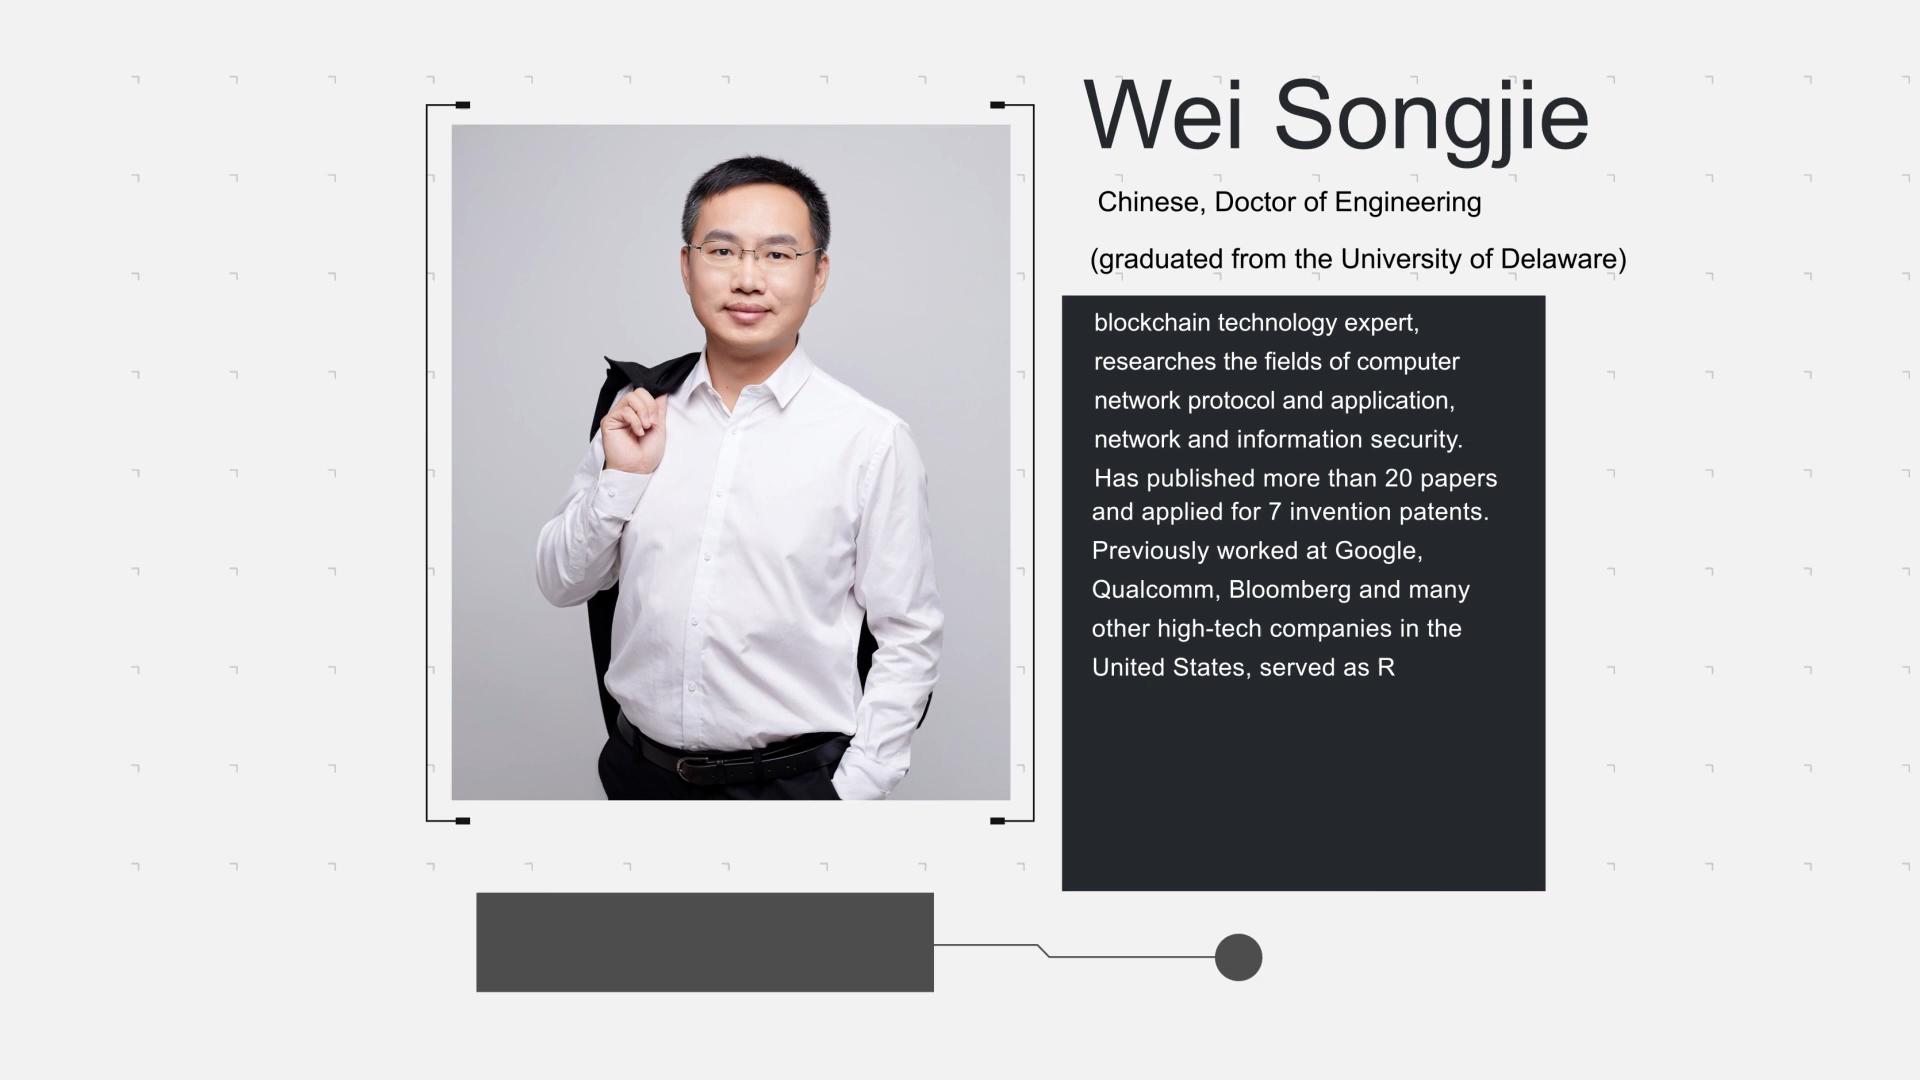 Wei Songjie
Chinese, Doctor of Engineering
(graduated from the University of Delaware)
blockchain technology expert,
researches the fields of computer
network protocol and application,
network and information security.
Has published more than 20 papers
and applied for 7 invention patents.
Previously worked at Google,
Qualcomm, Bloomberg and many
other high-tech companies in the
United States, served as R